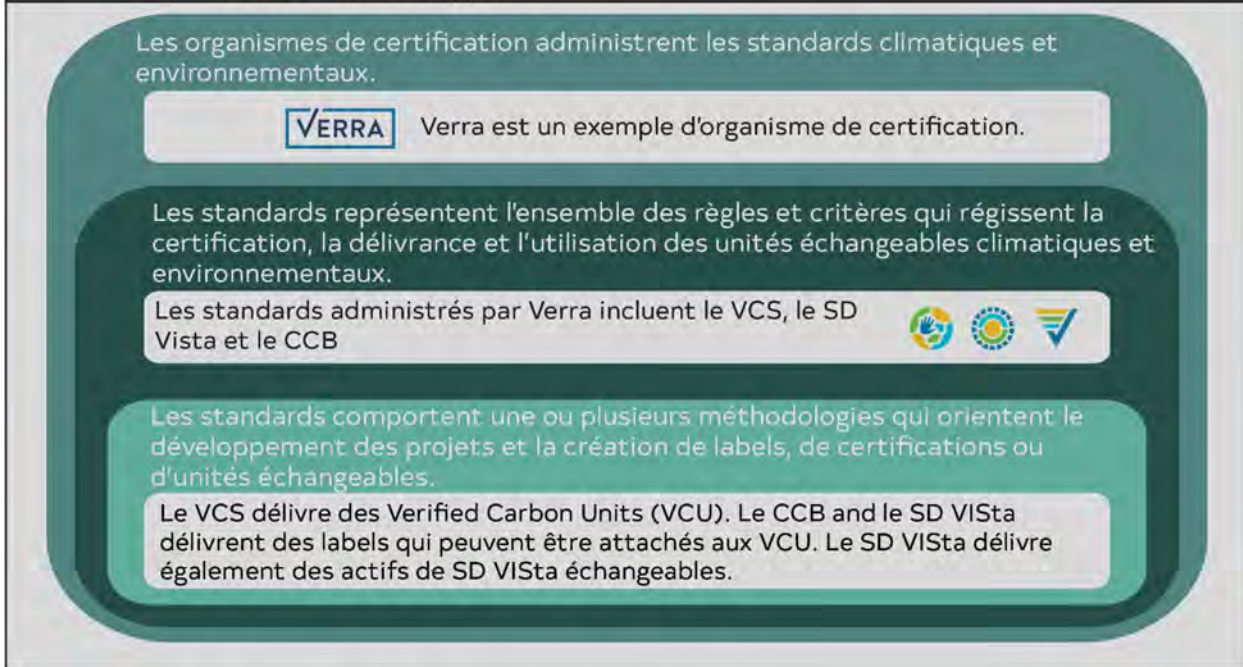 Les organismes de certification administrent les standards climatiques et
environnementaux.
VERRA Verra est un exemple d'organisme de certification.
Les standards représentent l'ensemble des règles et critères qui régissent la
certification, la délivrance et l'utilisation des unités échangeables climatiques et
environnementaux.
Les standards administrés par Verra incluent le VCS, le SD
Vista et le CCB
Les standards comportent une ou plusieurs méthodologies qui orientent le
développement des projets et la création de labels, de certifications ou
d'unités échangeables.
Le VCS délivre des Verified Carbon Units (VCU). Le CCB and le SD VISta
délivrent des labels qui peuvent être attachés aux VCU. Le SD VISta délivre
également des actifs de SD VISta échangeables.